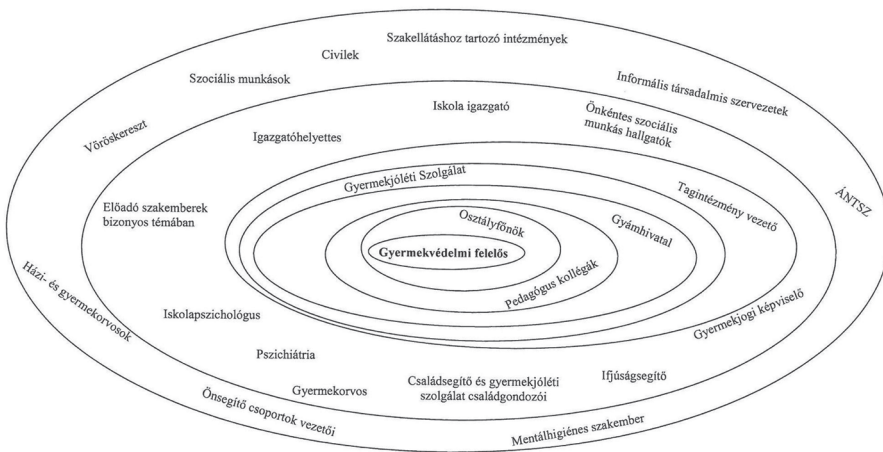 Szakellátáshoz tartozó intézmények
Civilek
Szociális munkások
Informális társadalmis szervezetek
Vöröskereszt
Iskola igazgató
Önkéntes szociális
munkás hallgatók
Igazgatóhelyettes
Gyermekjóléti Szolgálat
Tagintézmény vezető
ÁNTSZ
Előadó szakemberek
bizonyos témában
Osztályfőnök
Gyámhivatal
Gyermekvédelmi felelős
Pedagógus kollégák
Házi- és gyermekorvosok
Iskolapszichológus
Gyermekjogi képviselő
Pszichiátria
Gyermekorvos
Családsegítő és gyermekjóléti
szolgálat családgondozói
Ifjúságsegítő
Önsegítő csoportok vezetői
Mentálhigiénes szakember